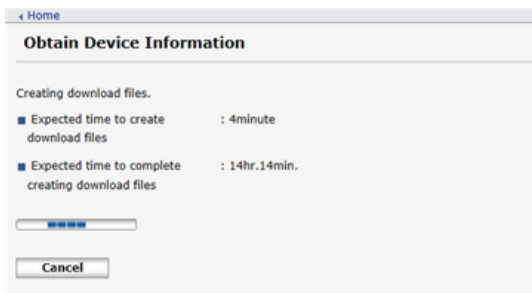 Home
Obtain Device Information
Creating download files.
Expected time to create : 4minute
download files
Expected time to complete : 14hr.14min.
creating download files
Cancel